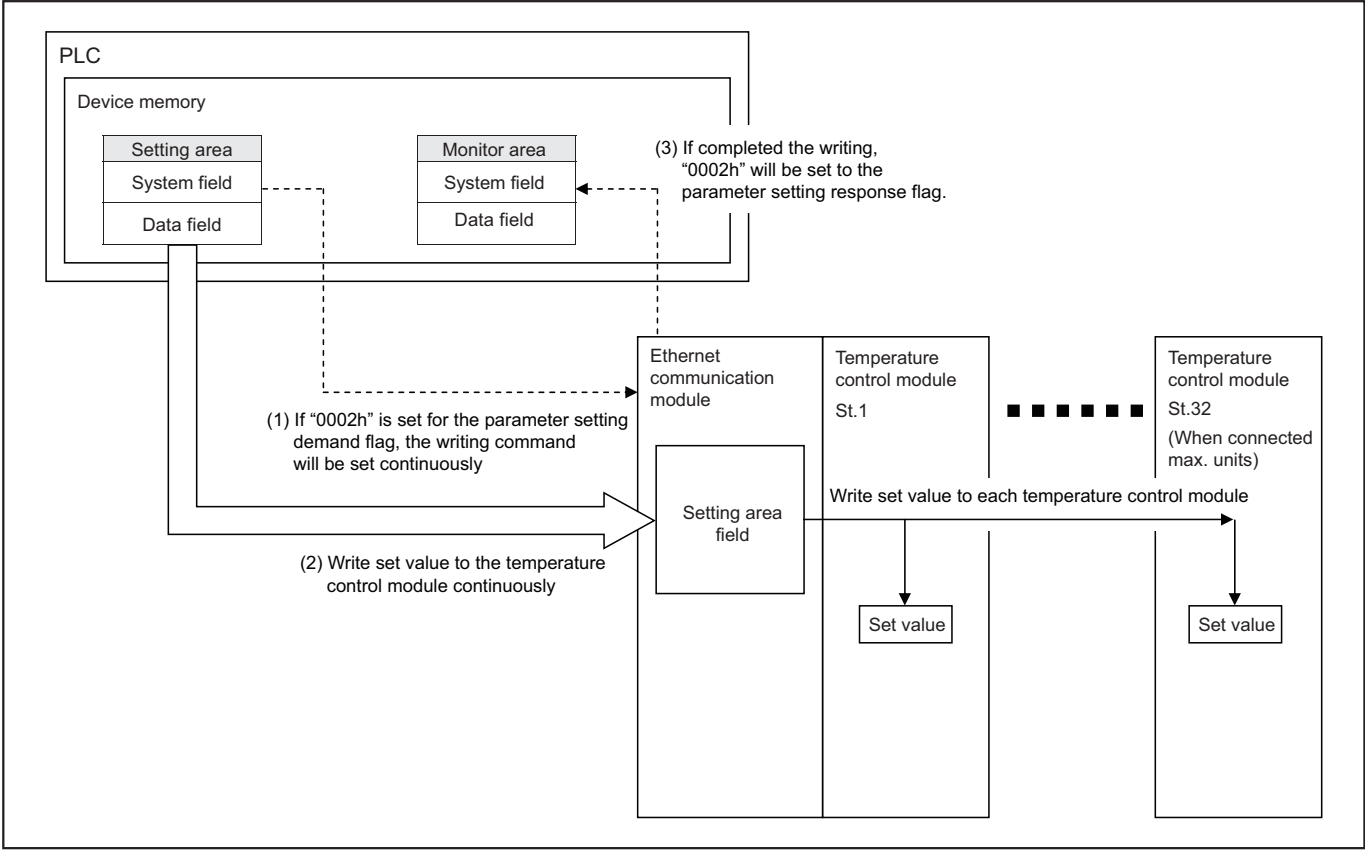 PLC
Device memory
Setting area
System field
Data field
Monitor area
System field
Data field
(3) If completed the writing,
“0002h” will be set to the
parameter setting response flag.
(1) If “0002h” is set for the parameter setting
demand flag, the writing command
will be set continuously
(2) Write set value to the temperature
control module continuously
Ethernet
communication
module
Setting area
field
Temperature
control module
St.1
Temperature
control module
St.32
(When connected
max. units)
Write set value to each temperature control module
Set value
Set value